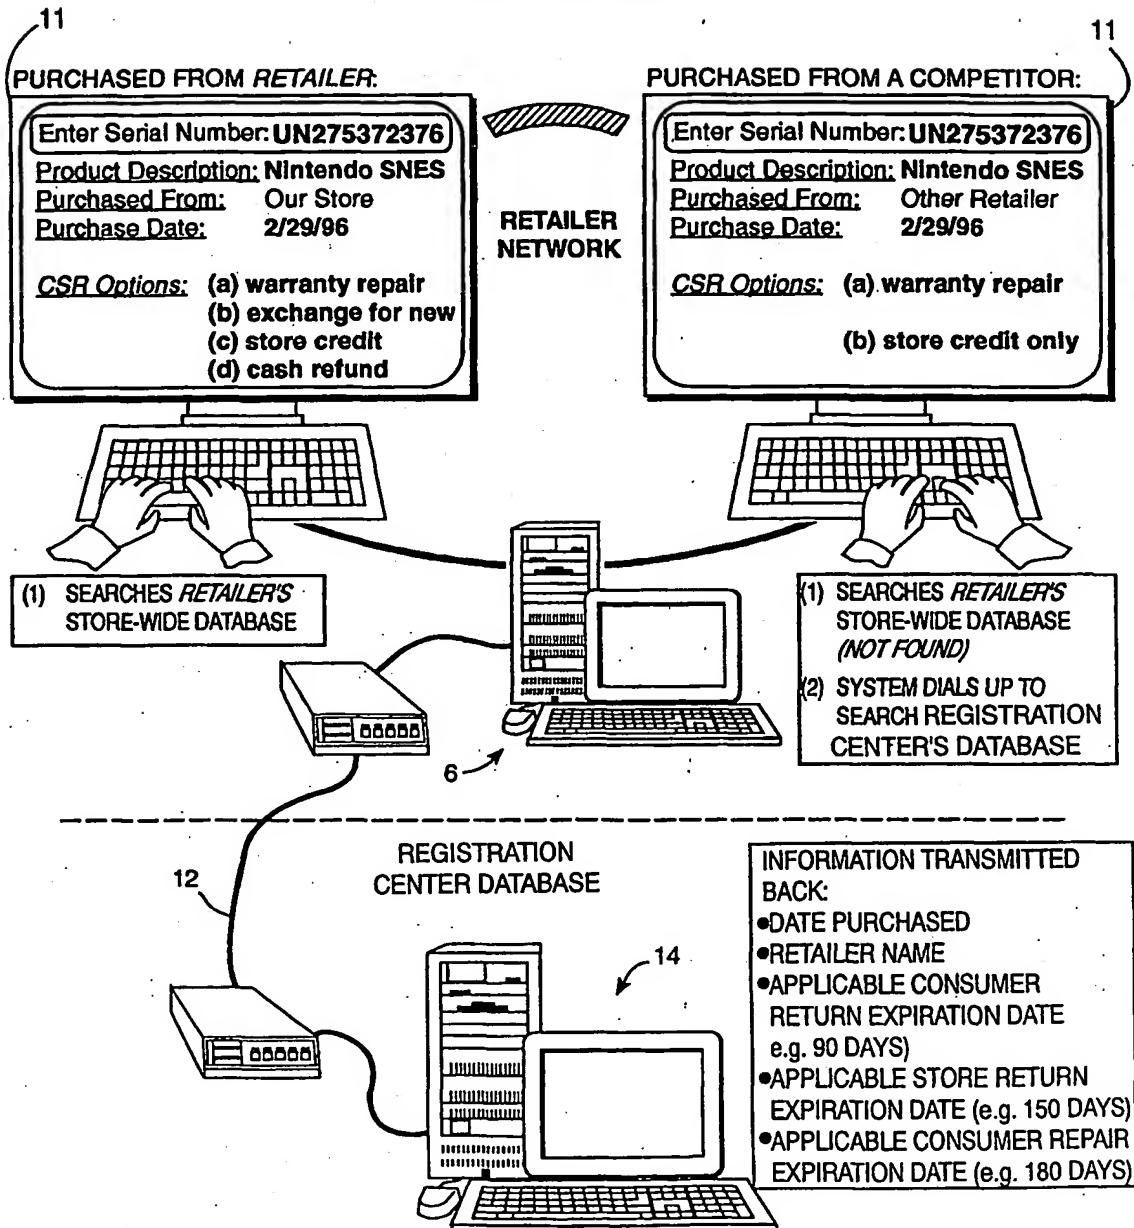 11
11
PURCHASED FROM RETAILER:
Enter Serial Number: UN275372376
Product Description: Nintendo SNES
Purchased From: Our Store
Purchase Date: 2/29/96
CSR Options: (a) warranty repair
(b) exchange for new
(c) store credit
(d) cash refund
RETAILER
NETWORK
PURCHASED FROM A COMPETITOR:
Enter Serial Number: UN275372376
Product Description: Nintendo SNES
Purchased From: Other Retailer
Purchase Date: 2/29/96
CSR Options: (a) warranty repair
(b) store credit only
(1) SEARCHES RETAILER'S
STORE-WIDE DATABASE
(1) SEARCHES RETAILER'S
STORE-WIDE DATABASE
(NOT FOUND)
(2) SYSTEM DIALS UP TO
SEARCH REGISTRATION
CENTER'S DATABASE
6
12
REGISTRATION
CENTER DATABASE
14
INFORMATION TRANSMITTED
BACK:
●DATE PURCHASED
●RETAILER NAME
●APPLICABLE CONSUMER
RETURN EXPIRATION DATE
e.g. 90 DAYS)
●APPLICABLE STORE RETURN
EXPIRATION DATE (e.g. 150 DAYS)
●APPLICABLE CONSUMER REPAIR
EXPIRATION DATE (e.g. 180 DAYS)